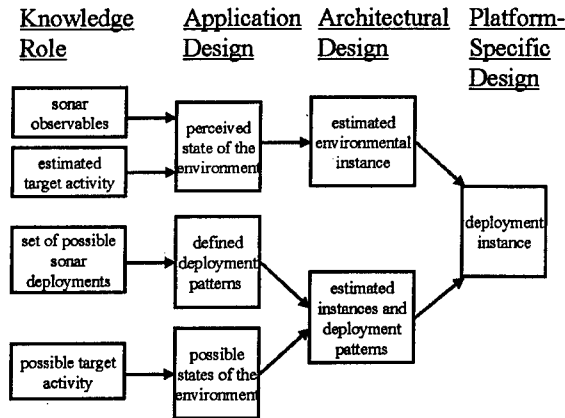 Knowledge Role
Application Design
Architectural Design
Platform-Specific Design
sonar
observables
estimated
target activity
perceived
state of the
environment
estimated
environmental
instance
set of possible
sonar
deployments
defined
deployment
patterns
deployment
instance
estimated
instances and
deployment
patterns
possible target
activity
possible
states of the
environment